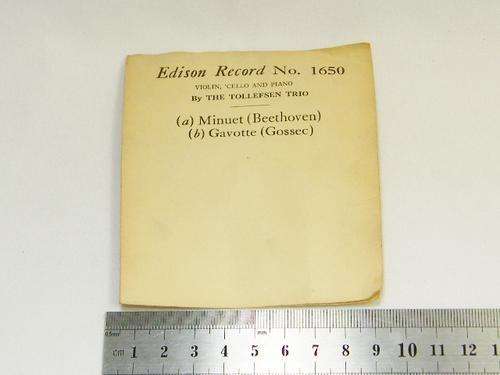 Edison Record No. 1650
VIOLIN, 'CELLO AND PIANO
By THE TOLLEFSEN TRIO
(a) Minuet (Beethoven)
(b) Gavotte (Gossec)
0.5mm
mm
cm 1 2 3 4 5 6 7 8 9 10 11 12